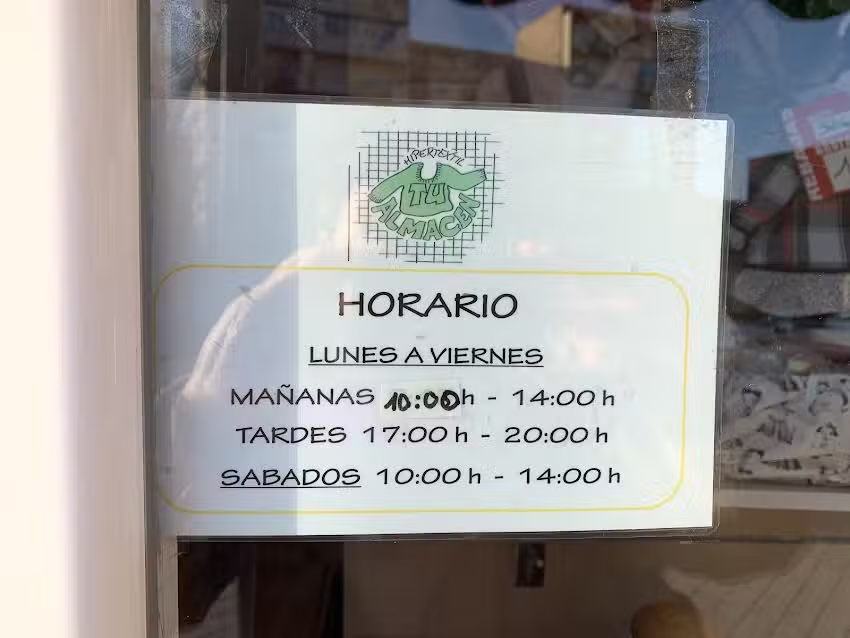 HIPERTEXTIL
TU
ALMACEN
HORARIO
LUNES A VIERNES
MAÑANAS 10:00h - 14:00 h
TARDES 17:00 h - 20:00 h
SABADOS 10:00 h - 14:00 h